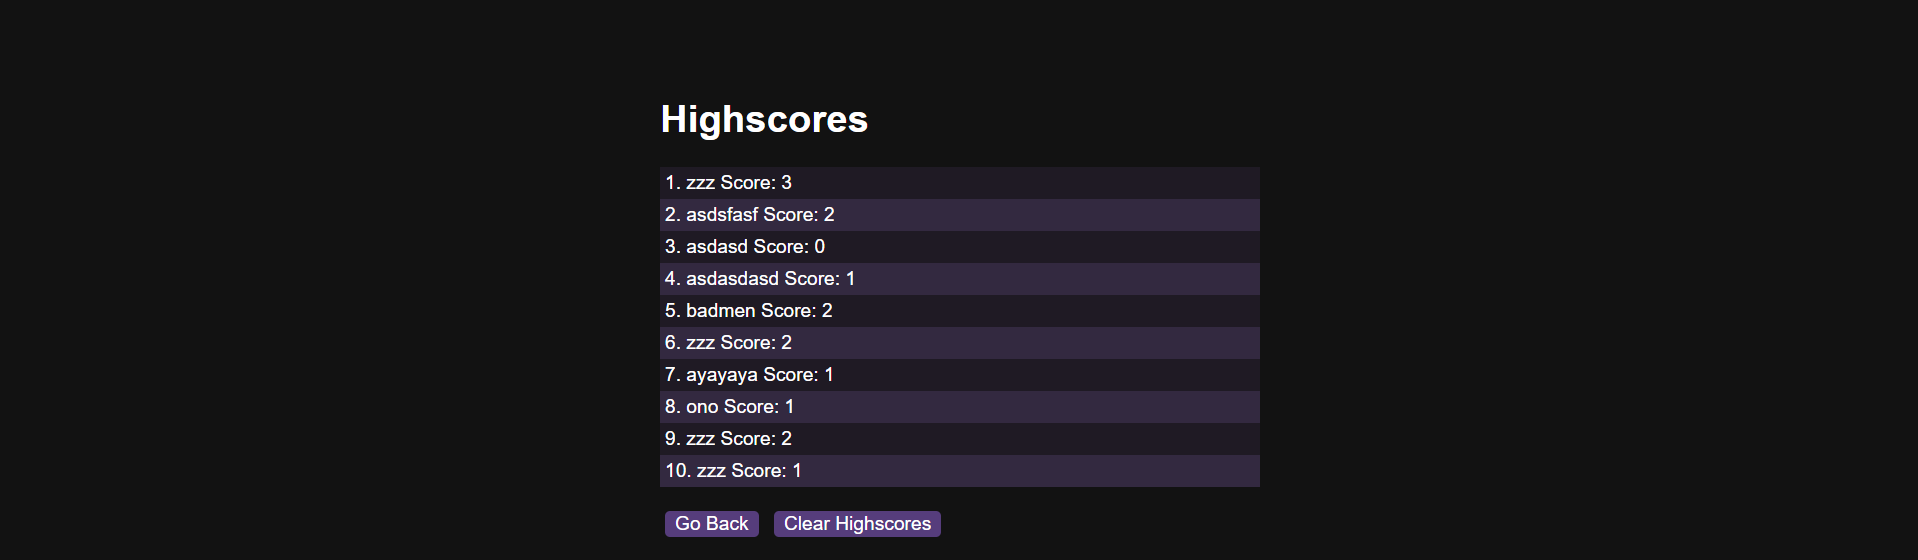 Highscores
1. zzz Score: 3
2. asdsfasf Score: 2
3. asdasd Score: 0
4. asdasdasd Score: 1
5. badmen Score: 2
6. zzz Score: 2
7. ayayaya Score: 1
8. ono Score: 1
9. zzz Score: 2
10. zzz Score: 1
Go Back Clear Highscores